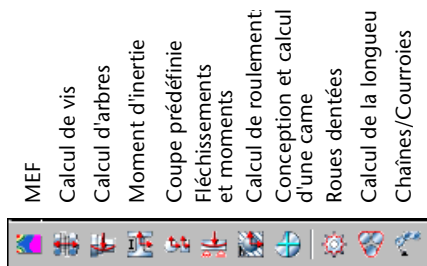 MEF
Calcul de vis
Calcul d'arbres
Moment d'inertie
Coupe prédéfinie
Fléchissements
et moments
Calcul de roulement
Conception et calcul
d'une came
Roues dentées
Calcul de la longueu
Chaînes/Courroies